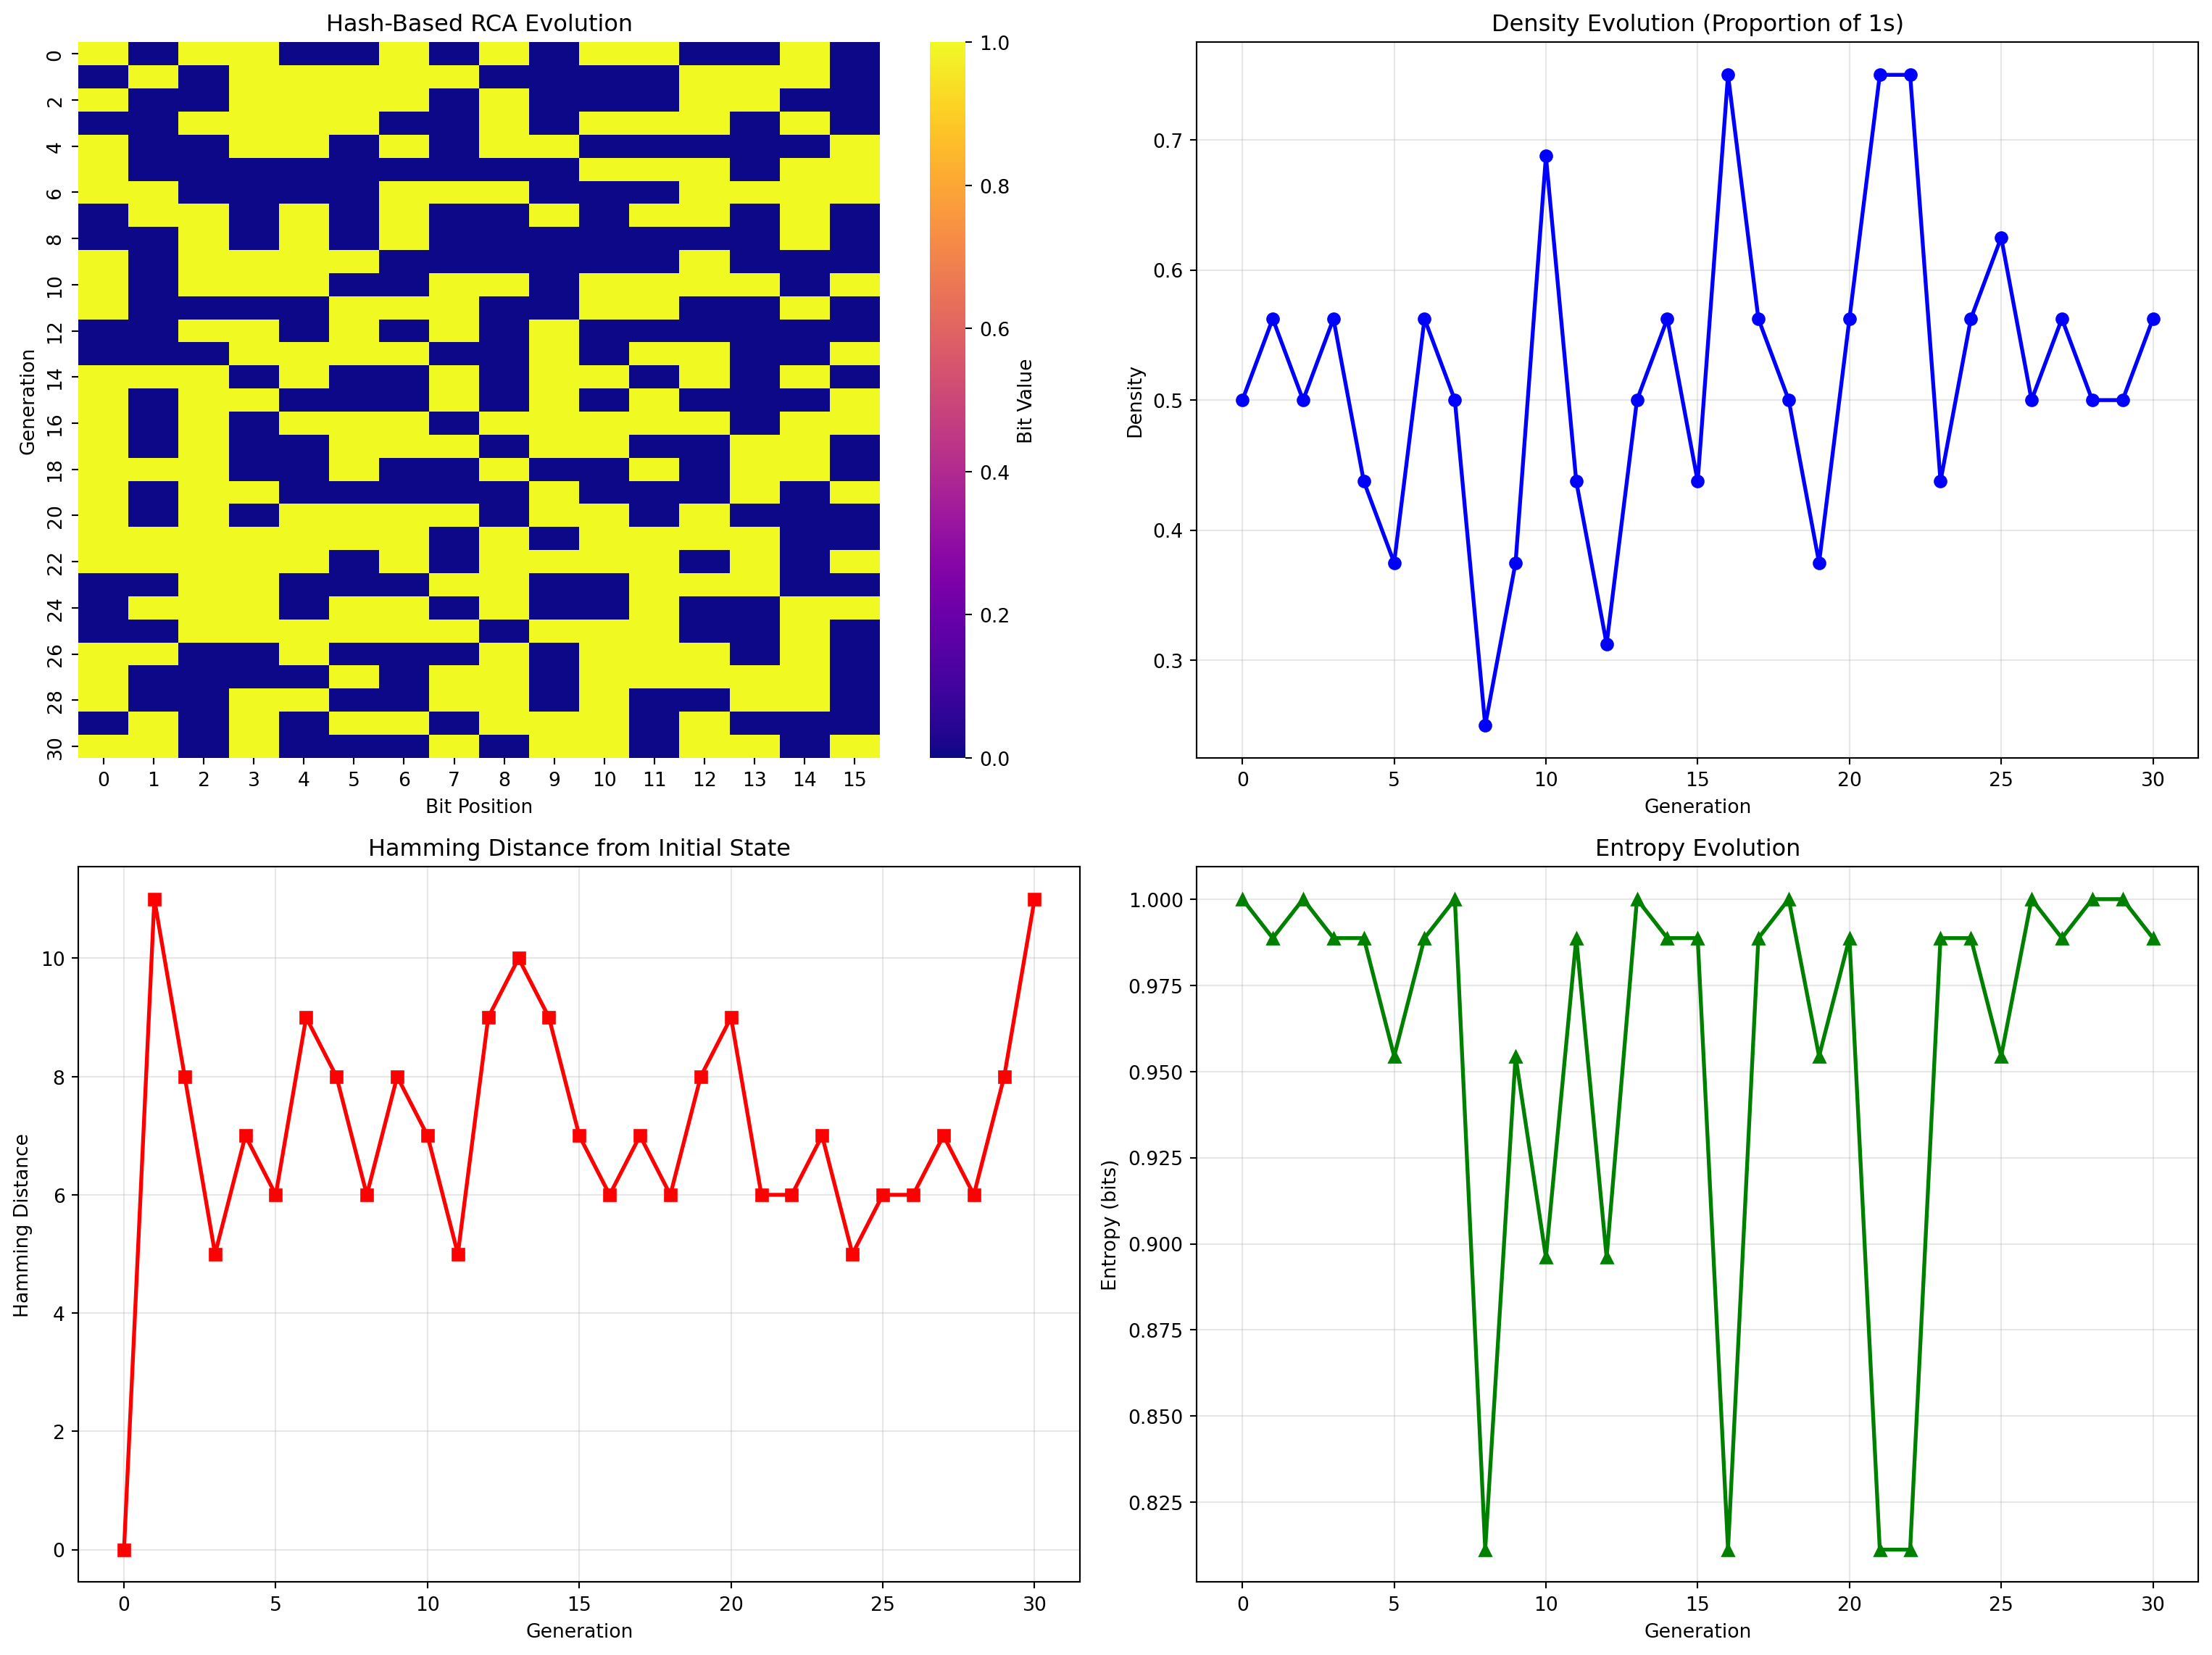 Hash-Based RCA Evolution
Generation
0
2
4
6
8
10
12
14
16
18
20
22
24
26
28
30
0 1 2 3 4 5 6 7 8 9 10 11 12 13 14 15
Bit Position
1.0
0.8
0.6
0.4
0.2
0.0
Bit Value
Density Evolution (Proportion of 1s)
Density
0.7
0.6
0.5
0.4
0.3
0 5 10 15 20 25 30
Generation
Hamming Distance from Initial State
Hamming Distance
10
8
6
4
2
0
0 5 10 15 20 25 30
Generation
Entropy Evolution
Entropy (bits)
1.000
0.975
0.950
0.925
0.900
0.875
0.850
0.825
0 5 10 15 20 25 30
Generation